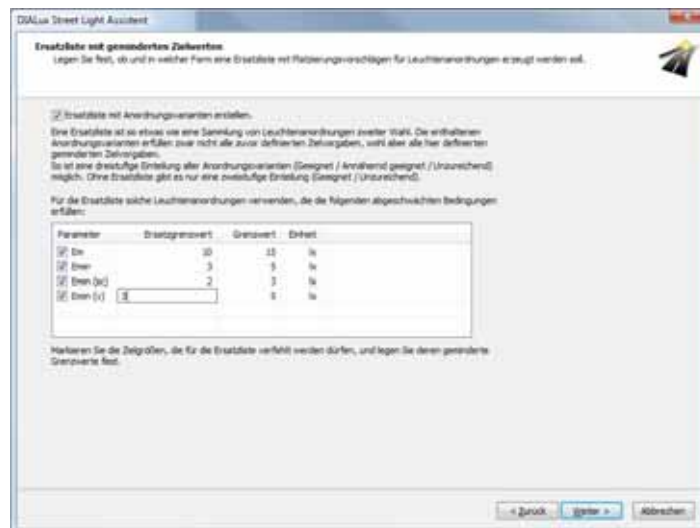 DIALux Street Light Assistent
Ersatzliste mit geminderten Zielwerten
Legen Sie fest, ob und in welcher Form eine Ersatzliste mit Platzierungsvorschlägen für Leuchtenanordnungen erzeugt werden soll.
Ersatzliste mit Anordnungsvarianten erstellen.
Eine Ersatzliste ist so etwas wie eine Sammlung von Leuchtenanordnungen zweiter Wahl. Die enthaltenen
Anordnungsvarianten erfüllen zwar nicht alle zuvor definierten Zielvorgaben, wohl aber alle hier definierten
geminderten Zielvorgaben.
So ist eine dreistufige Einteilung aller Anordnungsvarianten (Geeignet / Annähernd geeignet / Unzureichend)
möglich. Ohne Ersatzliste gibt es nur eine zweistufige Einteilung (Geeignet / Unzureichend).
Für die Ersatzliste solche Leuchtenanordnungen verwenden, die die folgenden abgeschwächten Bedingungen
erfüllen:
Parameter Ersatzgrenzwert Grenzwert Einheit
Em 10 15 lx
Emin 3 5 lx
Emin (sc) 2 3 lx
Emin (v) 3 5 lx
Markieren Sie die Zielgrößen, die für die Ersatzliste verfehlt werden dürfen, und legen Sie deren geminderte
Grenzwerte fest.
< Zurück Weiter > Abbrechen